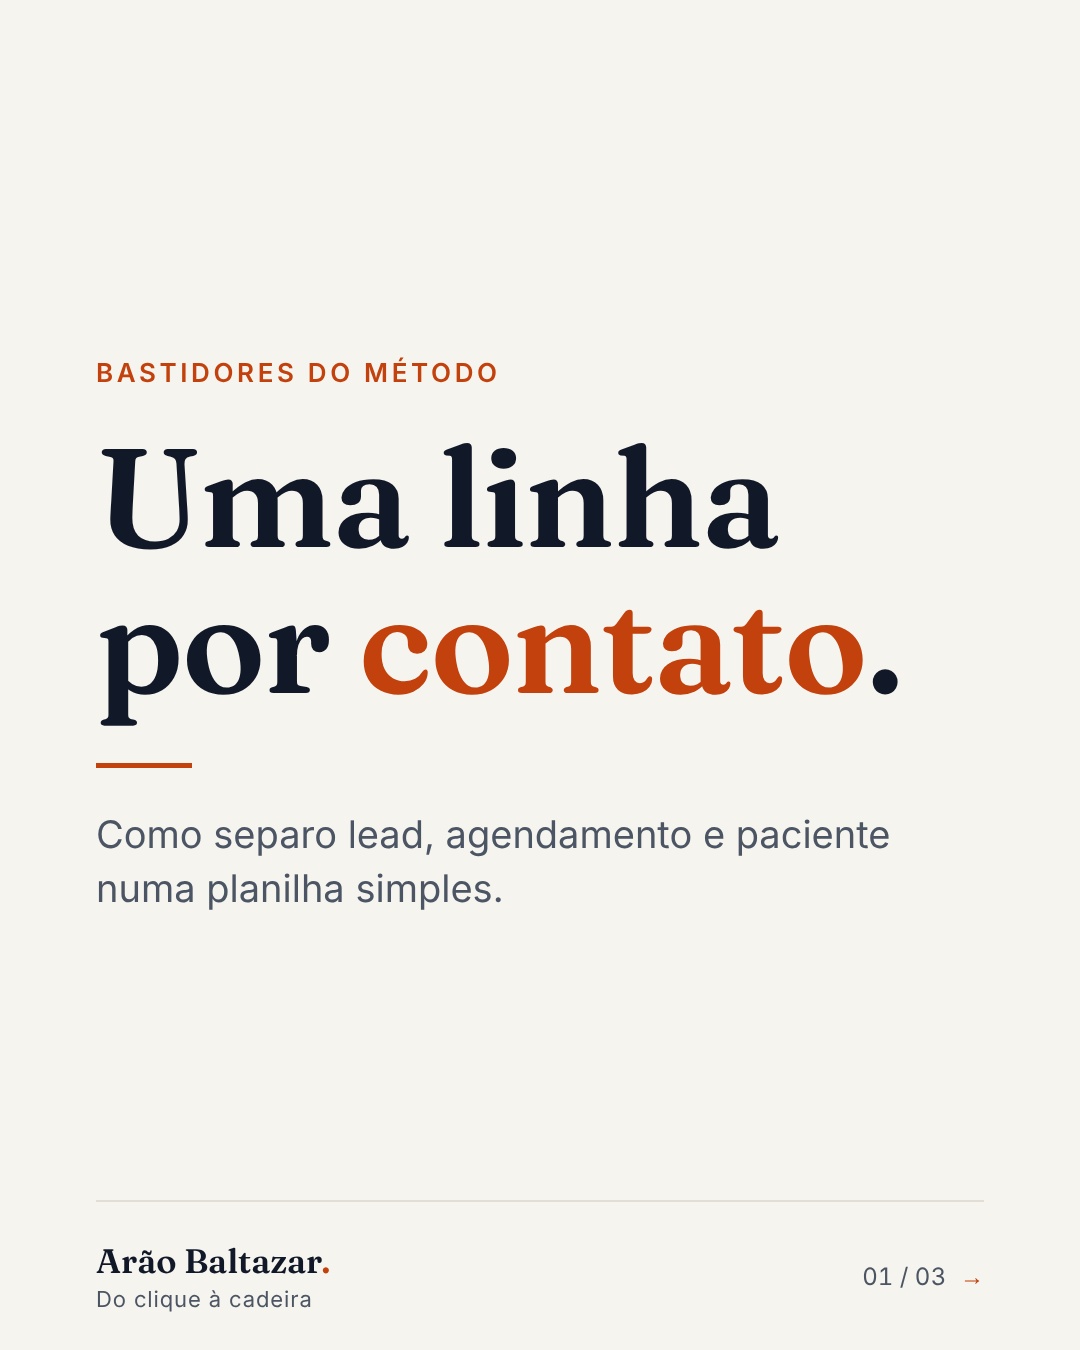 BASTIDORES DO MÉTODO
Uma linha
por contato.
Como separo lead, agendamento e paciente
numa planilha simples.
Arão Baltazar.
Do clique à cadeira
01 / 03 →